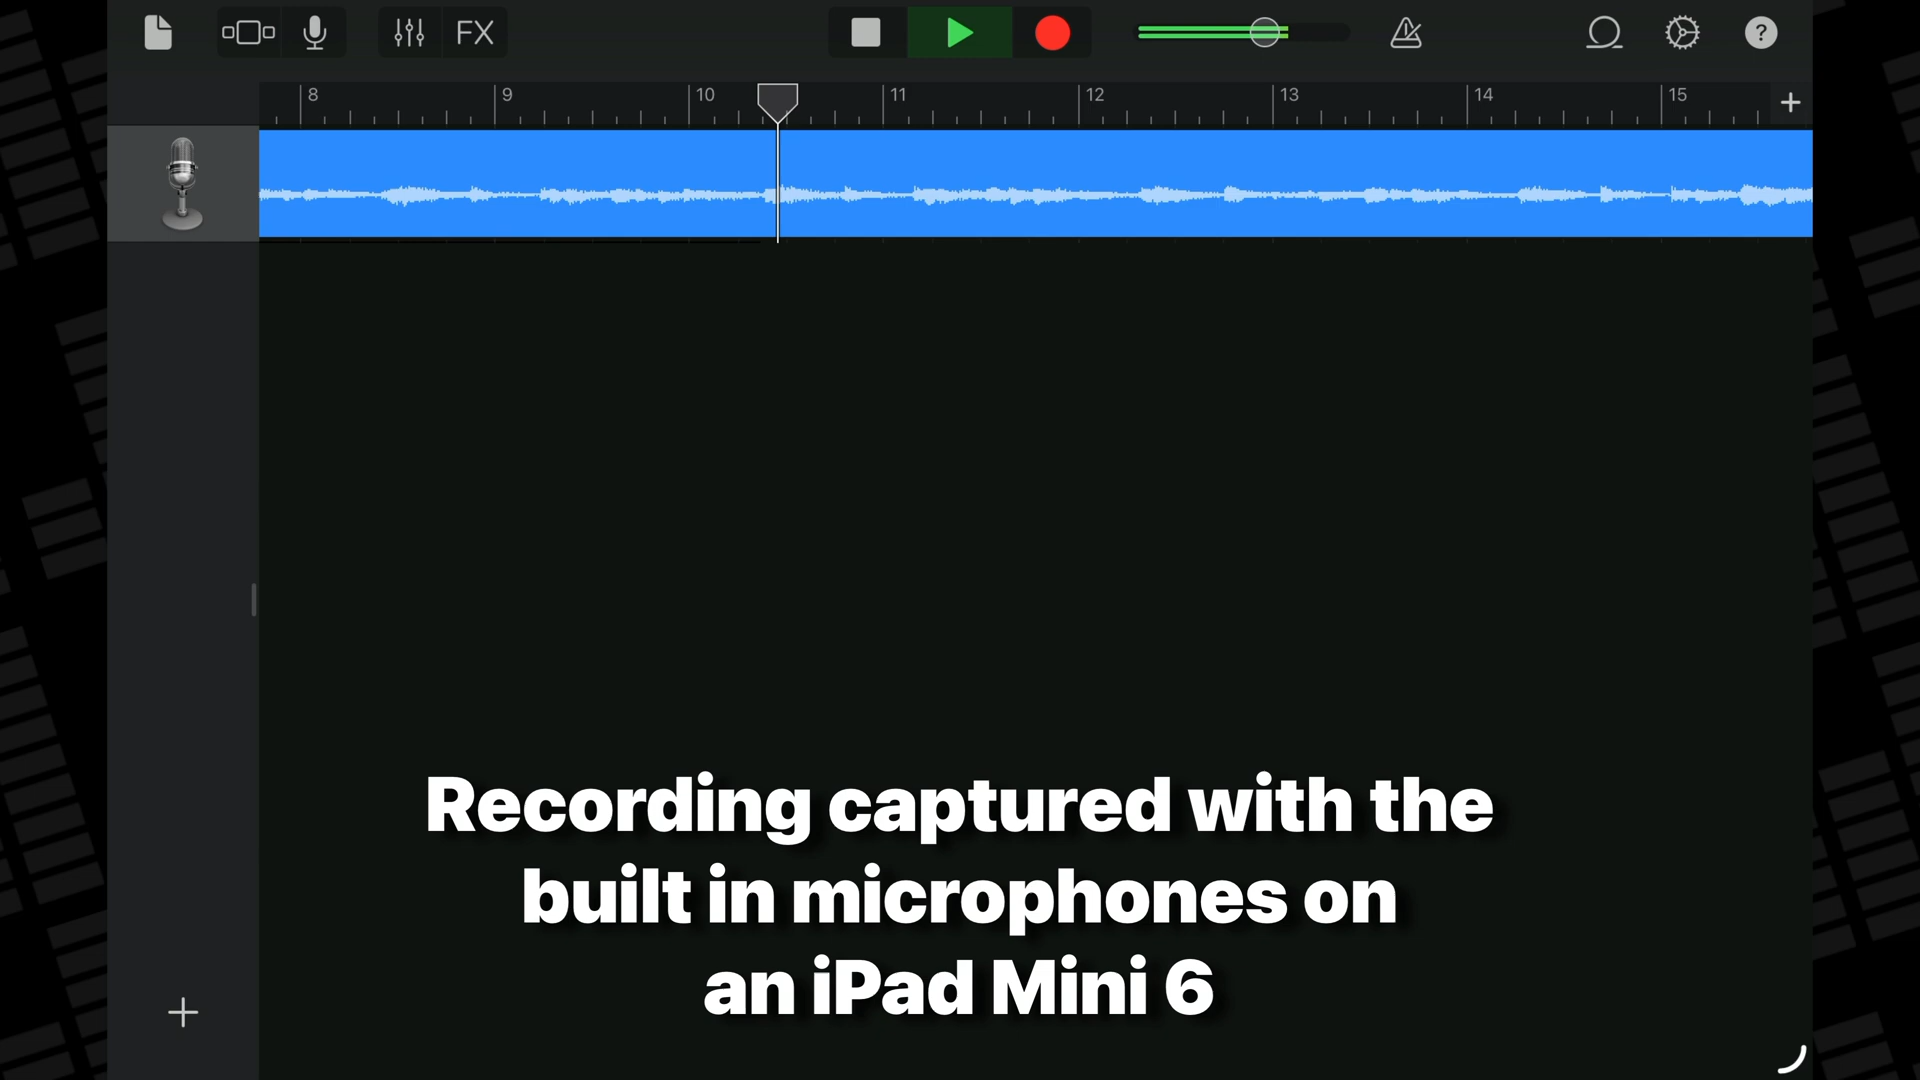 FX
8 9 10 11 12 13 14 15
Recording captured with the
built in microphones on
an iPad Mini 6